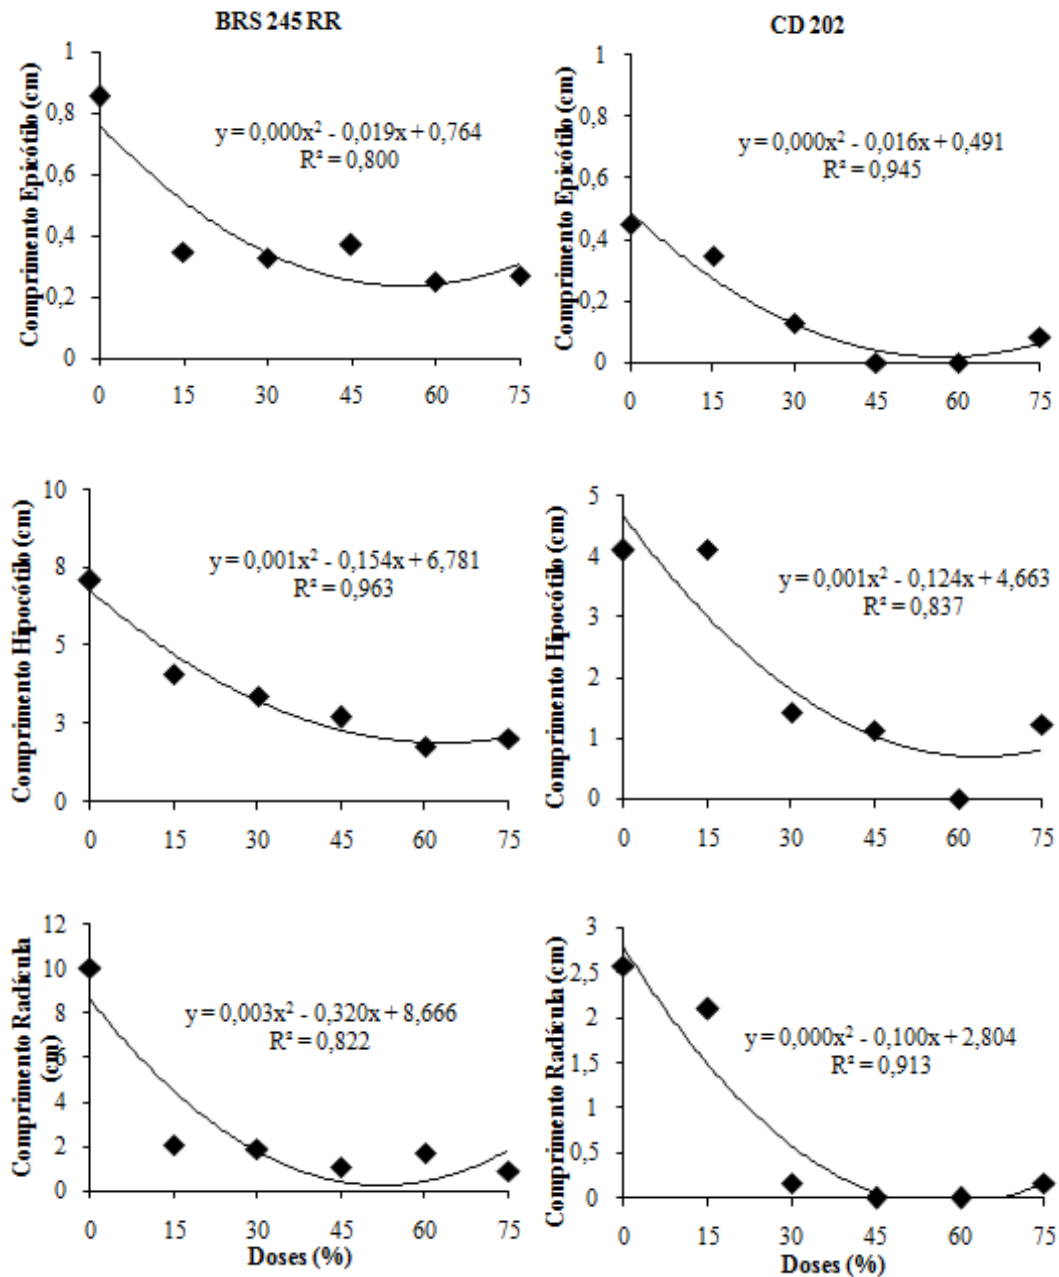 BRS 245 RR
Comprimento Epicótilo (cm)
1
0,8
0,6
0,4
0,2
0
y = 0,000x² - 0,019x + 0,764
R² = 0,800
0 15 30 45 60 75
CD 202
Comprimento Epicótilo (cm)
1
0,8
0,6
0,4
0,2
0
y = 0,000x² - 0,016x + 0,491
R² = 0,945
0 15 30 45 60 75
Comprimento Hipocótilo (cm)
10
8
5
3
0
y = 0,001x² - 0,154x + 6,781
R² = 0,963
0 15 30 45 60 75
Comprimento Hipocótilo (cm)
5
4
3
2
1
0
y = 0,001x² - 0,124x + 4,663
R² = 0,837
0 15 30 45 60 75
Comprimento Radícula
(cm)
12
10
8
6
4
2
0
y = 0,003x² - 0,320x + 8,666
R² = 0,822
0 15 30 45 60 75
Doses (%)
Comprimento Radícula (cm)
3
2,5
2
1,5
1
0,5
0
y = 0,000x² - 0,100x + 2,804
R² = 0,913
0 15 30 45 60 75
Doses (%)